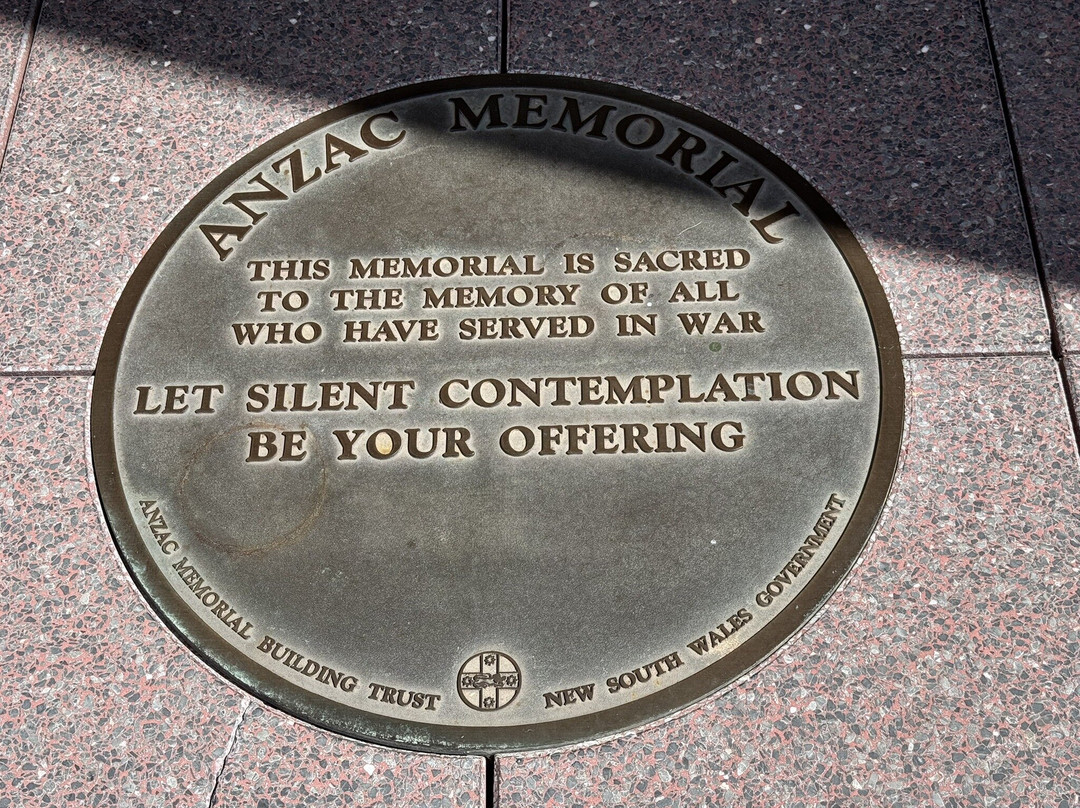 ANZAC MEMORIAL
THIS MEMORIAL IS SACRED
TO THE MEMORY OF ALL
WHO HAVE SERVED IN WAR
LET SILENT CONTEMPLATION
BE YOUR OFFERING
ANZAC MEMORIAL BUILDING TRUST
NEW SOUTH WALES GOVERNMENT